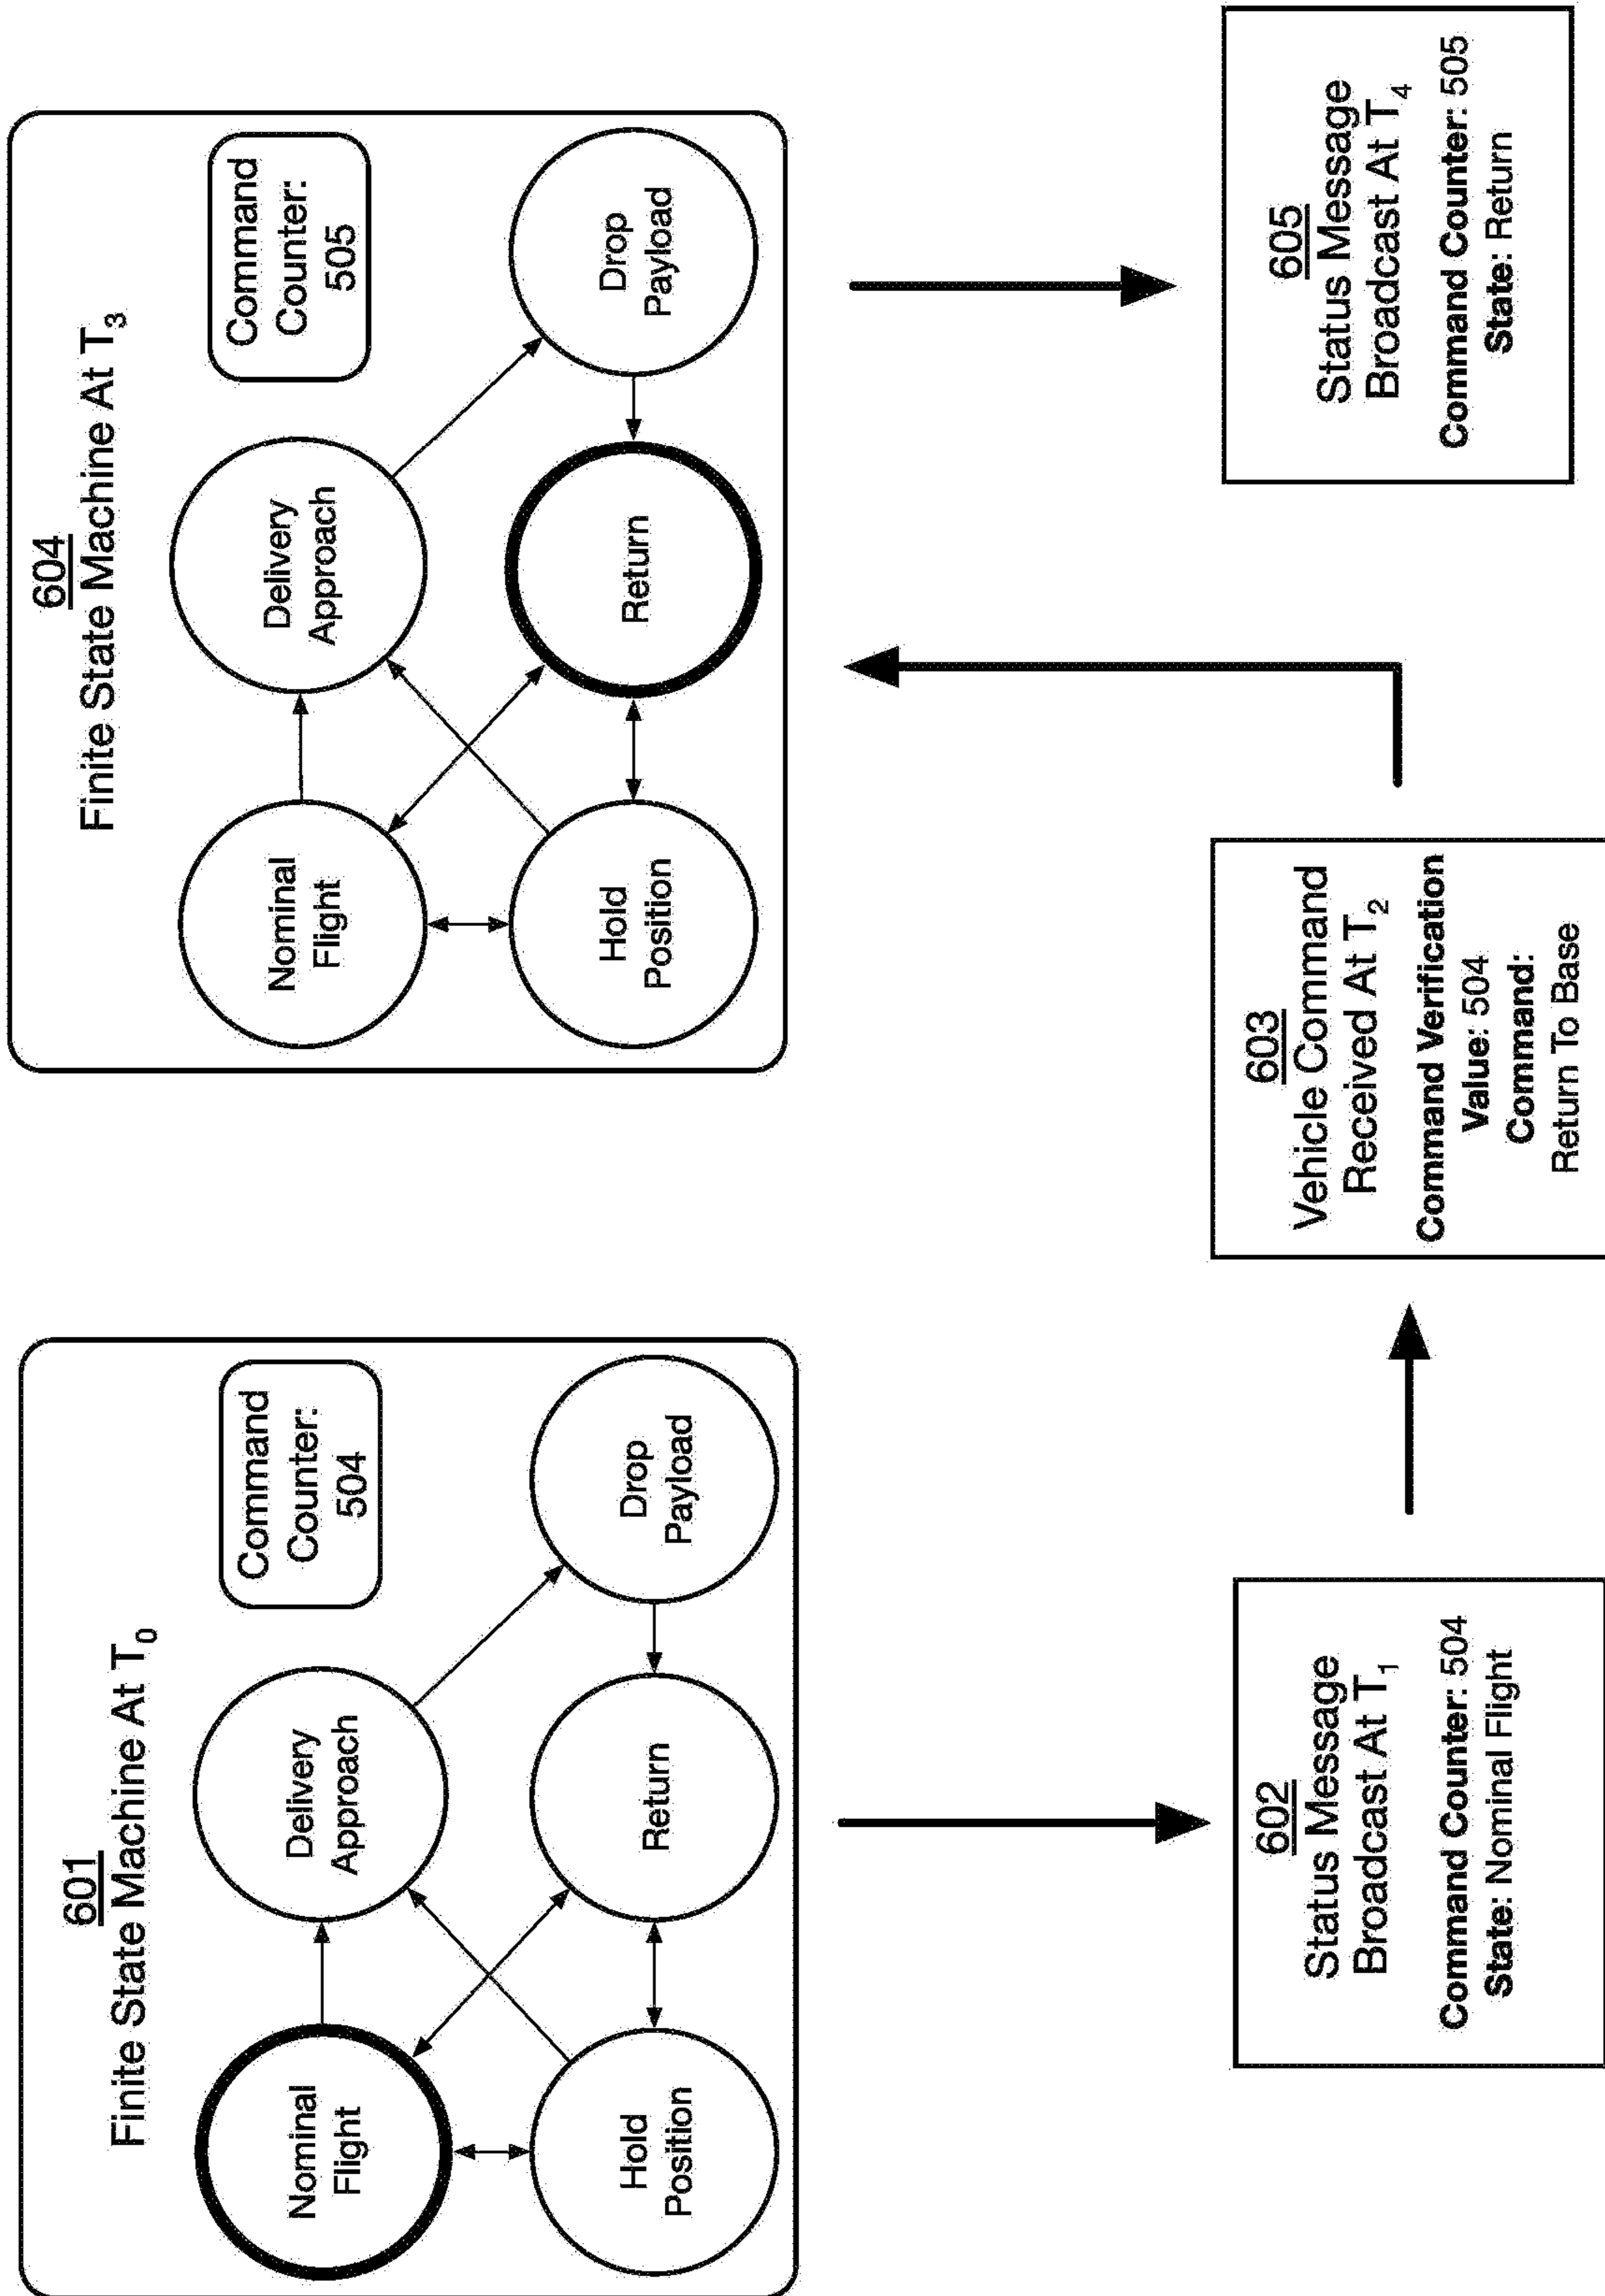 601
Finite State Machine At T0
Nominal
Flight
Delivery
Approach
Command
Counter:
504
Hold
Position
Return
Drop
Payload
602
Status Message
Broadcast At T1
Command Counter: 504
State: Nominal Flight
603
Vehicle Command
Received At T2
Command Verification
Value: 504
Command:
Return To Base
604
Finite State Machine At T3
Nominal
Flight
Delivery
Approach
Command
Counter:
505
Hold
Position
Return
Drop
Payload
605
Status Message
Broadcast At T4
Command Counter: 505
State: Return